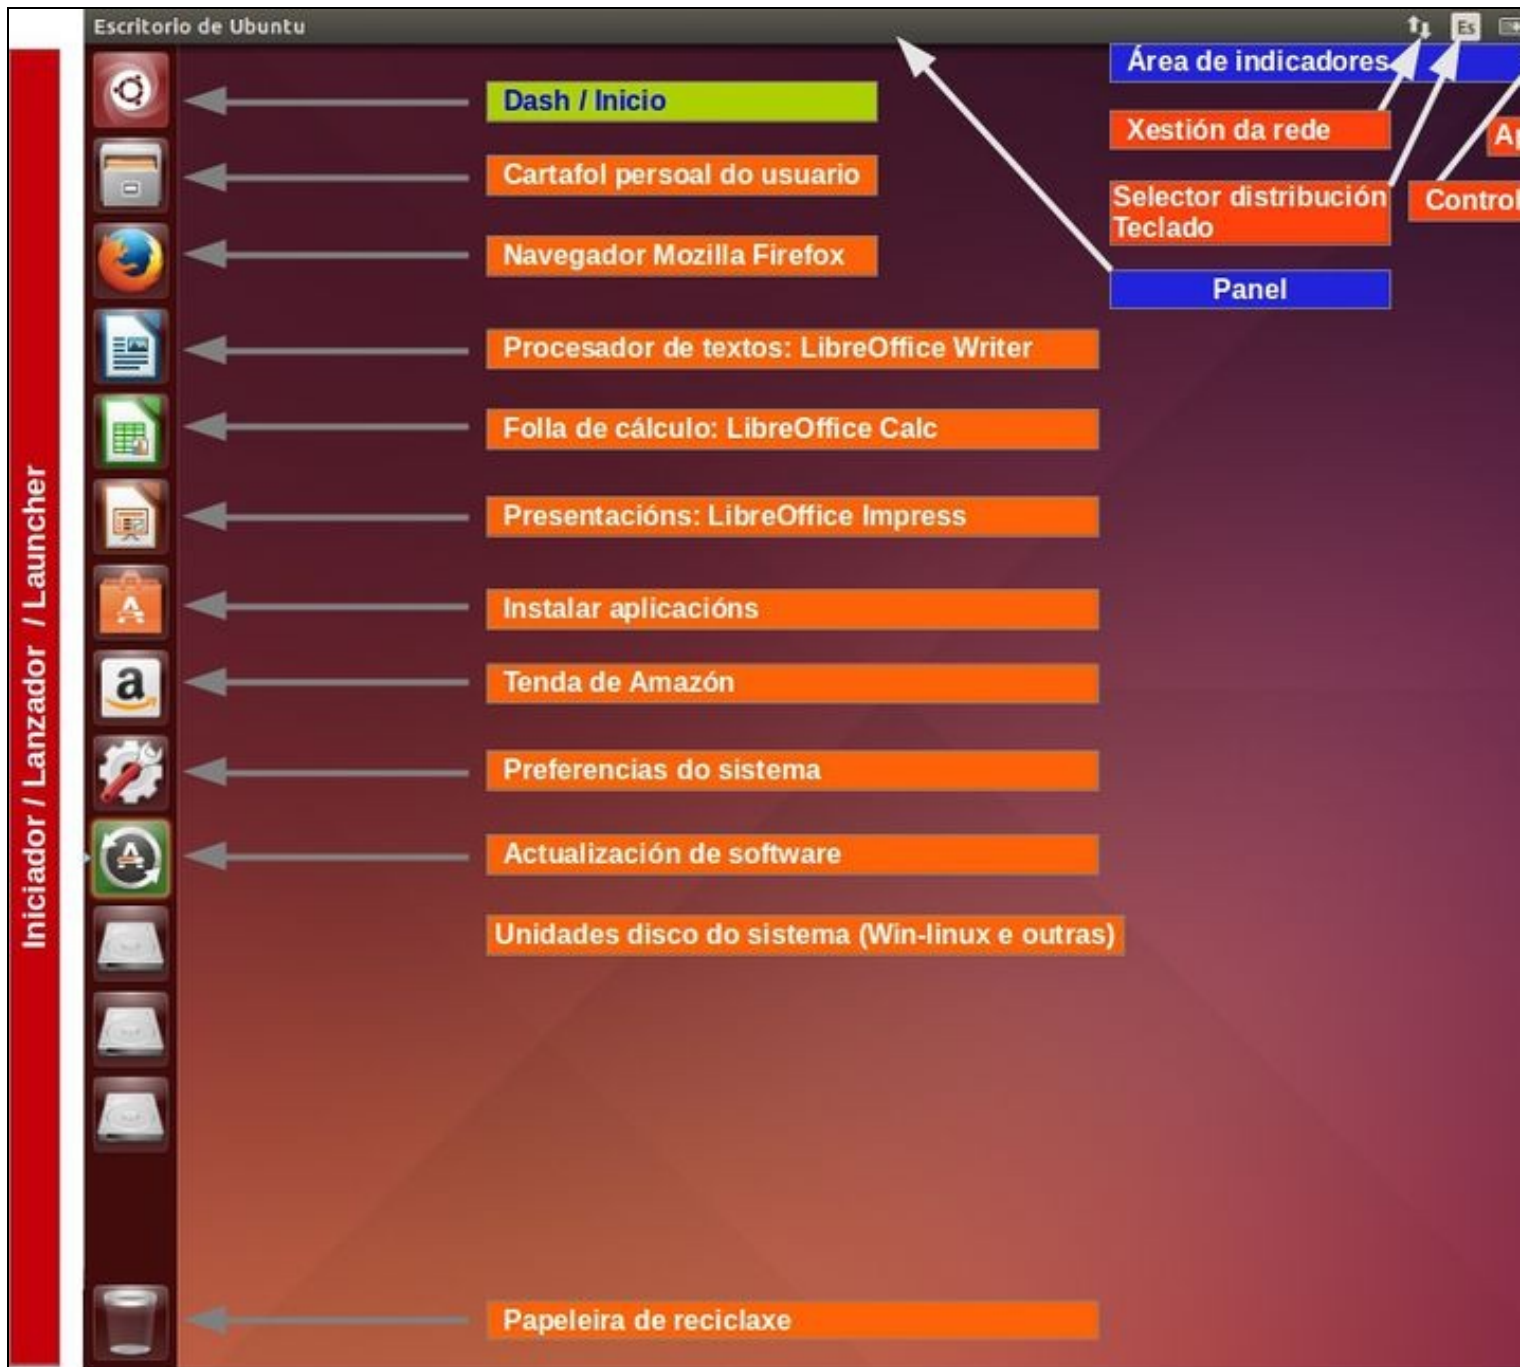 Escritorio de Ubuntu
Es
Área de indicadores
Dash / Inicio
Xestión da rede
Cartafol persoal do usuario
Selector distribución
Teclado
Control
Navegador Mozilla Firefox
Panel
Procesador de textos: LibreOffice Writer
Folla de cálculo: LibreOffice Calc
Presentacións: LibreOffice Impress
Instalar aplicacións
Tenda de Amazón
a
Preferencias do sistema
Actualización de software
Unidades disco do sistema (Win-linux e outras)
Papeleira de reciclaxe
Iniciador / Lanzador / Launcher